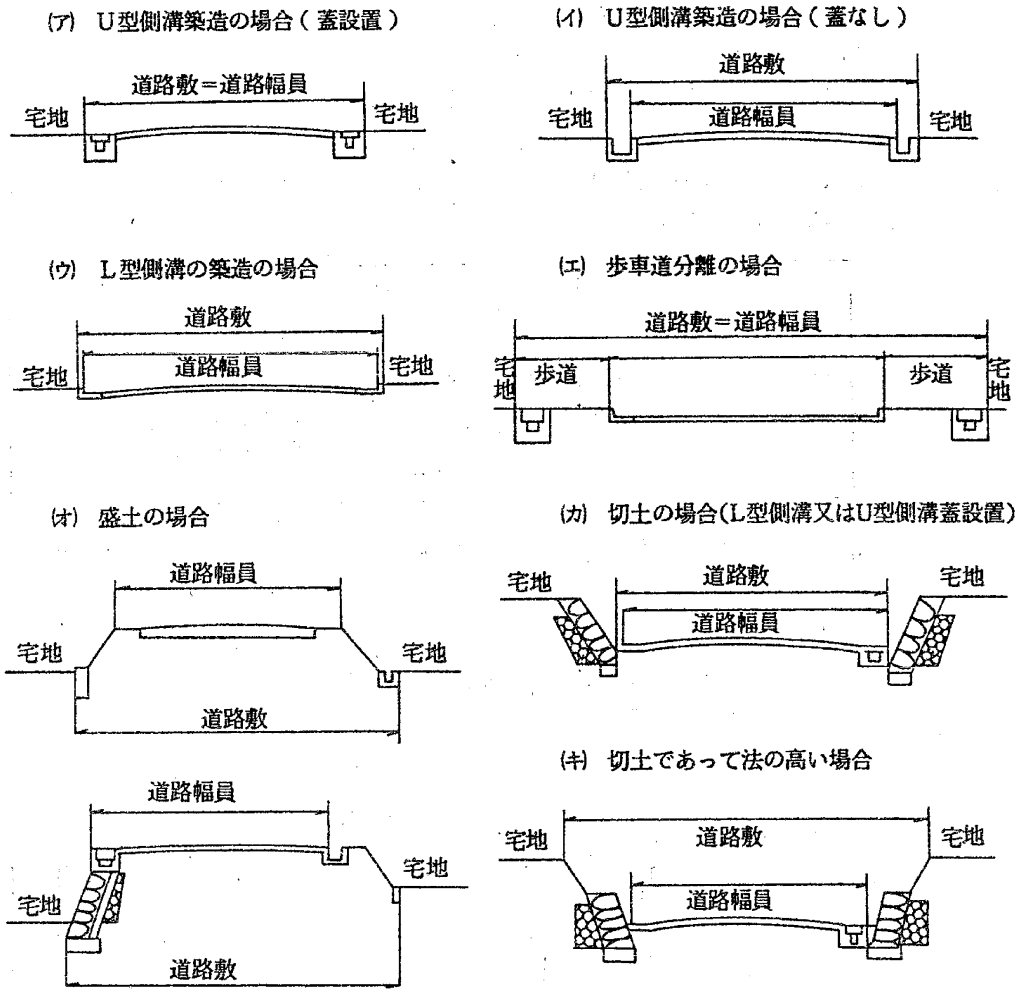 (ア) U型側溝築造の場合(蓋設置)
道路敷=道路幅員
宅地
宅地
(イ) U型側溝築造の場合(蓋なし)
道路敷
宅地
道路幅員
宅地
(ウ) L型側溝の築造の場合
道路敷
宅地
道路幅員
宅地
(エ) 歩車道分離の場合
道路敷=道路幅員
宅地
歩道
歩道
宅地
(オ) 盛土の場合
道路幅員
宅地
宅地
道路敷
道路幅員
宅地
宅地
道路敷
(カ) 切土の場合(L型側溝又はU型側溝蓋設置)
宅地
道路敷
宅地
道路幅員
(キ) 切土であって法の高い場合
宅地
道路敷
宅地
道路幅員